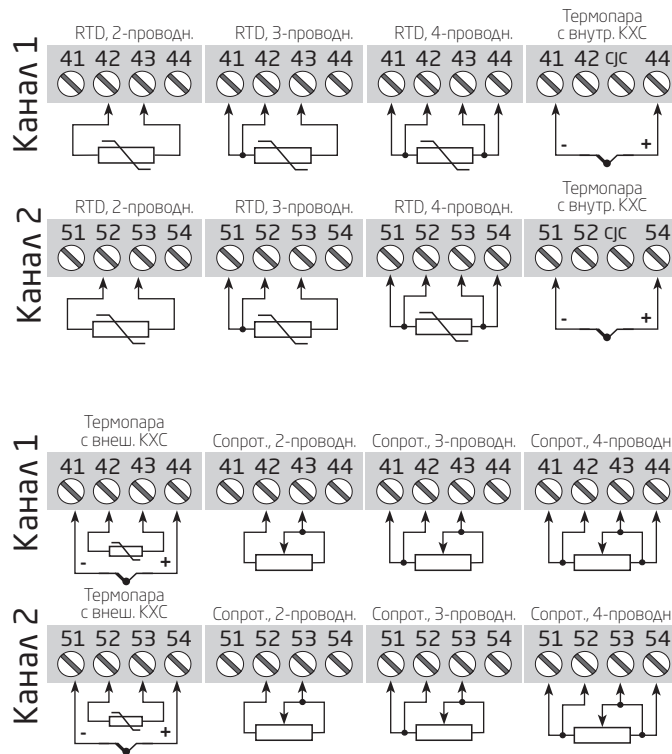 Канал 1
RTD, 2-проводн. RTD, 3-проводн. RTD, 4-проводн. Термопара с внутр. КХС
41 42 43 44 41 42 43 44 41 42 43 44 41 42 CJC 44
- +
Канал 2
RTD, 2-проводн. RTD, 3-проводн. RTD, 4-проводн. Термопара с внутр. КХС
51 52 53 54 51 52 53 54 51 52 53 54 51 52 CJC 54
- +
Канал 1
Термопара с внеш. КХС Сопрот., 2-проводн. Сопрот., 3-проводн. Сопрот., 4-проводн
41 42 43 44 41 42 43 44 41 42 43 44 41 42 43 44
- +
Канал 2
Термопара с внеш. КХС Сопрот., 2-проводн. Сопрот., 3-проводн. Сопрот., 4-проводн
51 52 53 54 51 52 53 54 51 52 53 54 51 52 53 54
- +